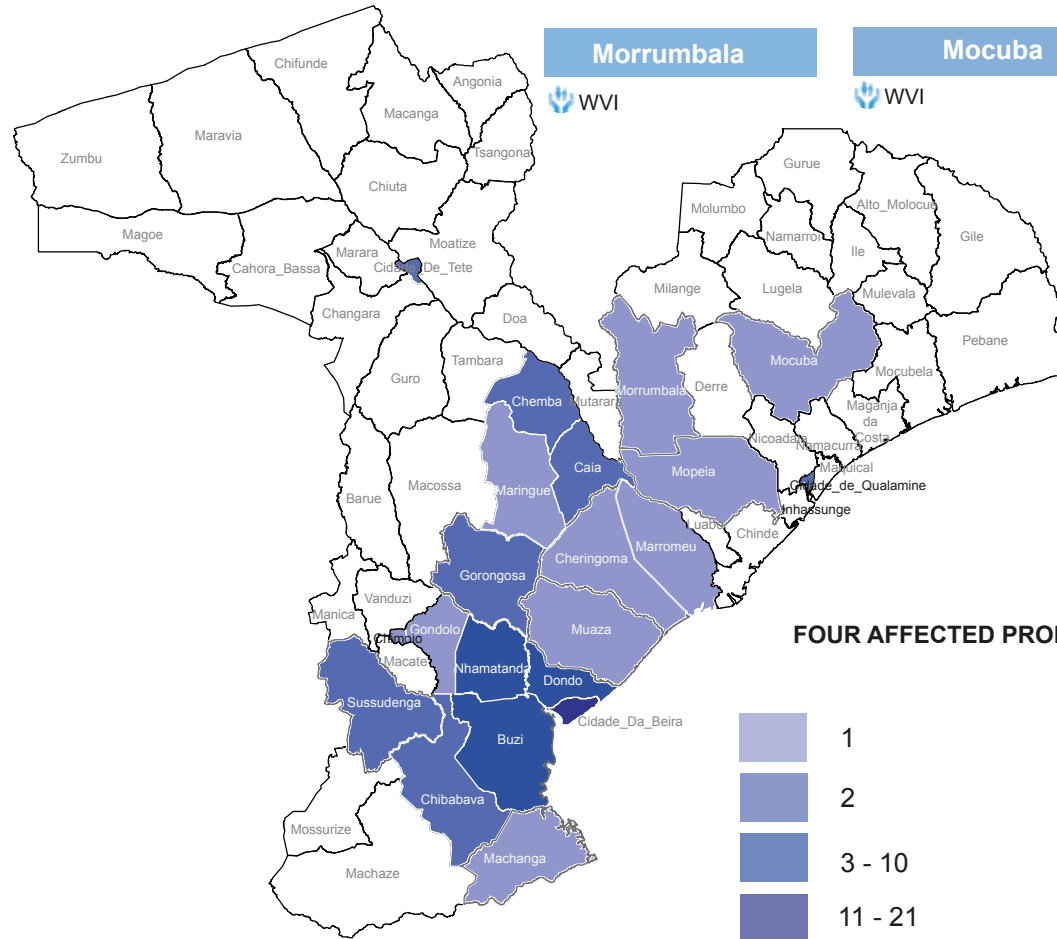 Morrumbala
Mocuba
WVI
WVI
Chifunde
Angonia
Macanga
Maravia
Tsangona
Zumbu
Gurue
Chiuta
Molumbo
Alto_Molocue
Magoe
Moatize
Namarroi
Gile
Marara
Ile
Cahora_Bassa
Cidade_De_Tete
Milange
Lugela
Mulevala
Changara
Doa
Pebane
Tambara
Mocuba
Guro
Mocubela
Morrumbala
Derre
Chemba
Mutarara
Maganja
da
Costa
Nicoadala
Namacurra
Caia
Mopeia
Maquical
Macossa
Maringue
Cidade_de_Qualamine
Barue
Inhassunge
Luabo
Chinde
Marromeu
Cheringoma
Gorongosa
Vanduzi
Manica
Muaza
Gondolo
FOUR AFFECTED PRO
Chimoio
Macate
Nhamatanda
Dondo
Sussudenga
Cidade_Da_Beira
Buzi
1
Chibabava
2
Mossurize
Machanga
3 - 10
Machaze
11 - 21